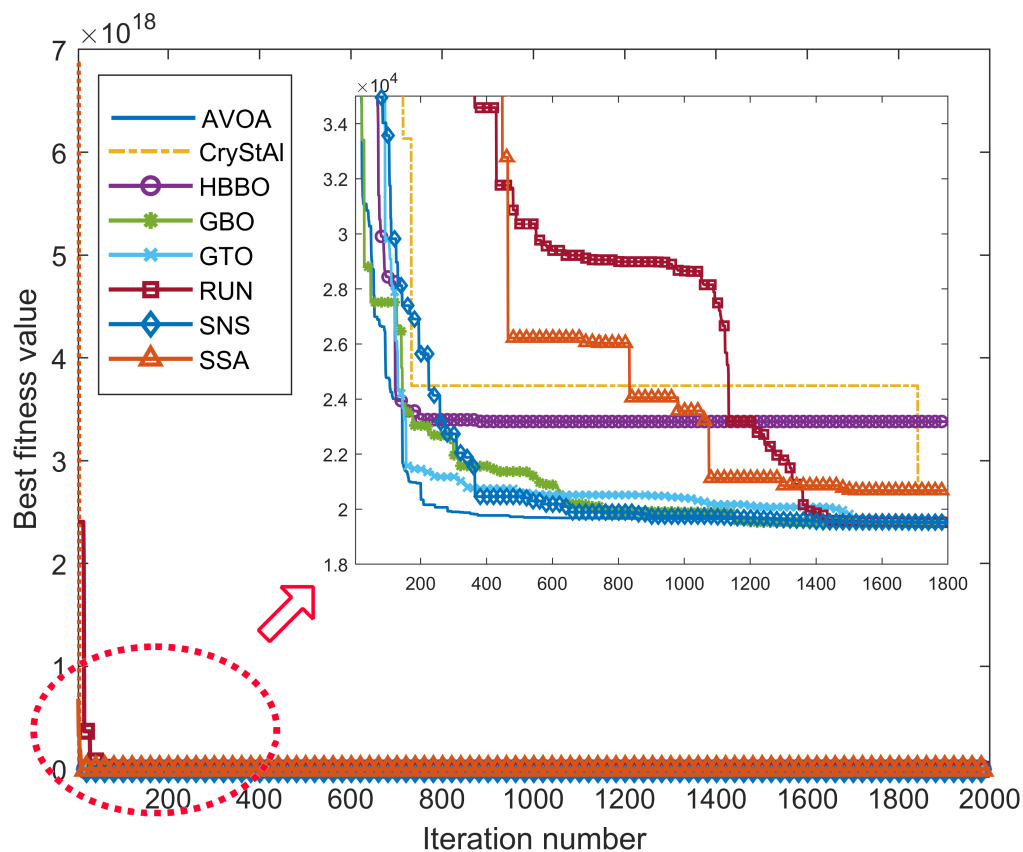 ×10^18
7
6
5
4
3
2
1
0
Best fitness value
200 400 600 800 1000 1200 1400 1600 1800 2000
Iteration number
AVOA
CryStAl
HBBO
GBO
GTO
RUN
SNS
SSA
×10^4
3.4
3.2
3
2.8
2.6
2.4
2.2
2
1.8
200 400 600 800 1000 1200 1400 1600 1800